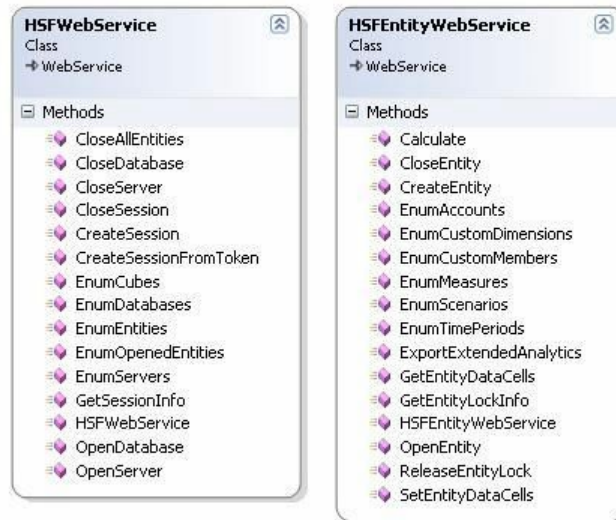 HSFWebService
Class
WebService
Methods
CloseAllEntities
CloseDatabase
CloseServer
CloseSession
CreateSession
CreateSessionFromToken
EnumCubes
EnumDatabases
EnumEntities
EnumOpenedEntities
EnumServers
GetSessionInfo
HSFWebService
OpenDatabase
OpenServer
HSFEntityWebService
Class
WebService
Methods
Calculate
CloseEntity
CreateEntity
EnumAccounts
EnumCustomDimensions
EnumCustomMembers
EnumMeasures
EnumScenarios
EnumTimePeriods
ExportExtendedAnalytics
GetEntityDataCells
GetEntityLockInfo
HSFEntityWebService
OpenEntity
ReleaseEntityLock
SetEntityDataCells